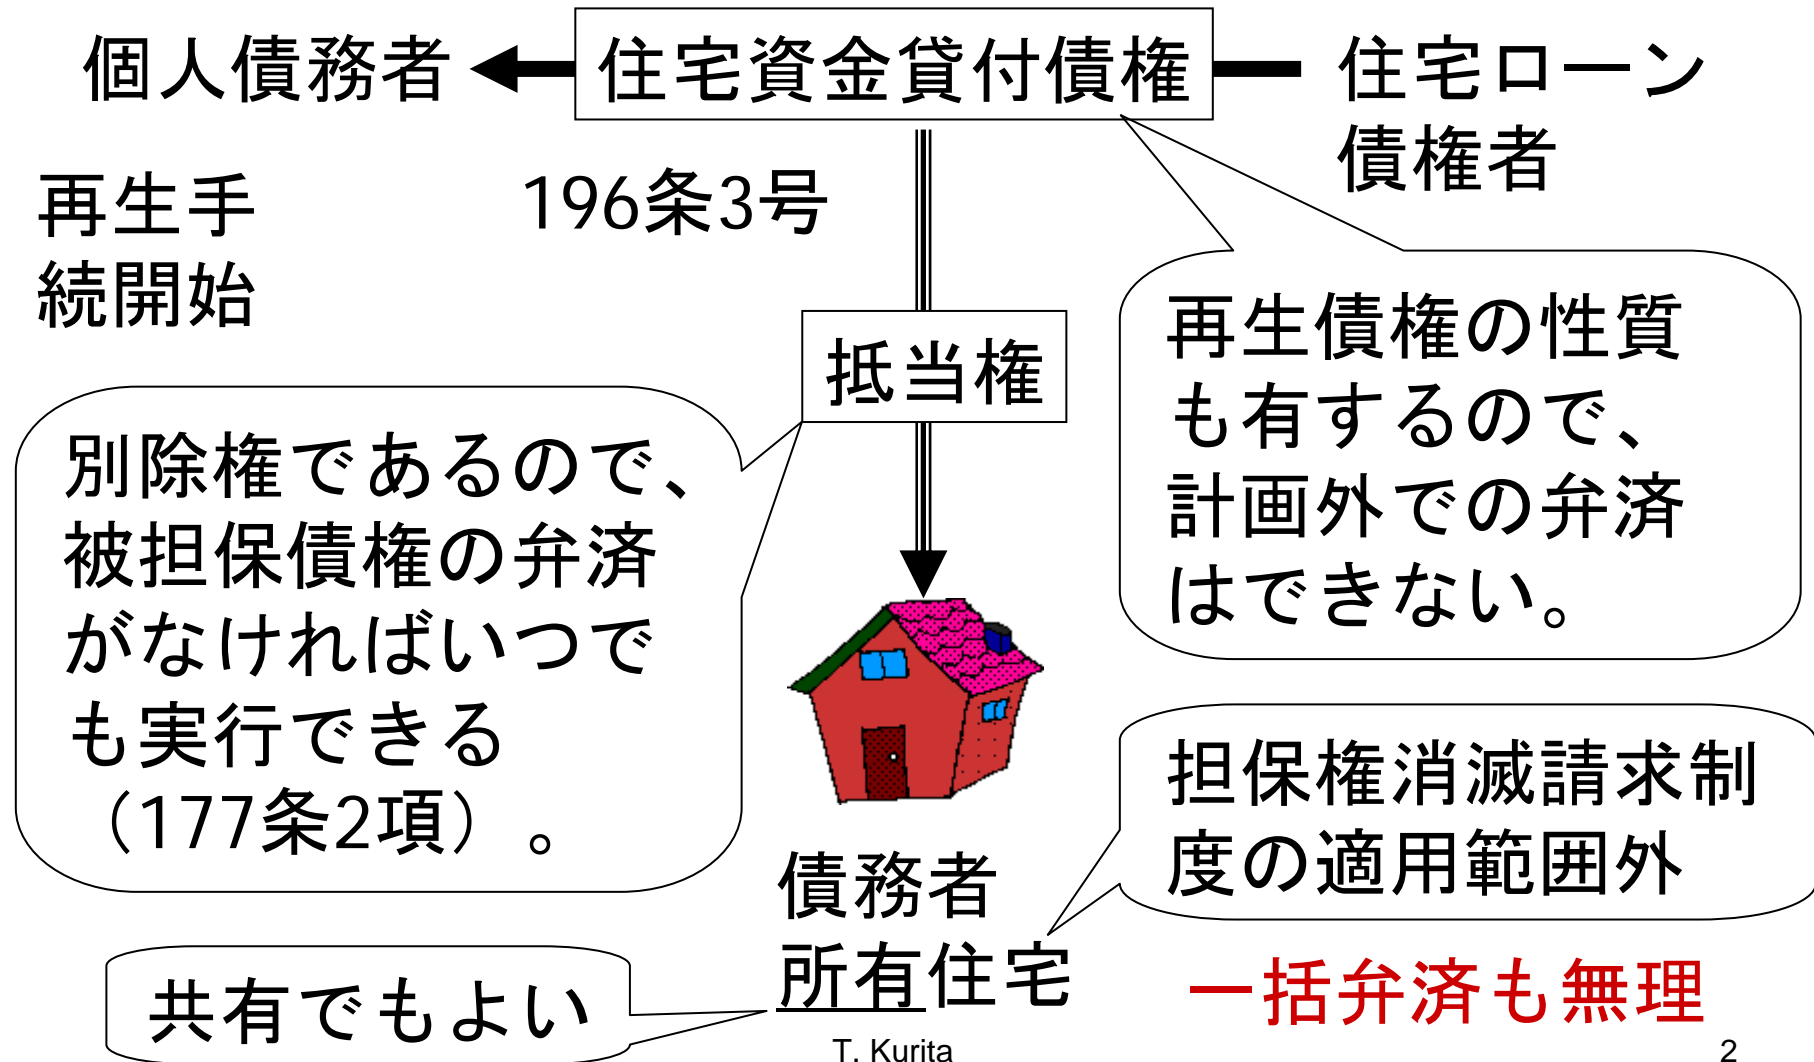 個人債務者
住宅資金貸付債権
住宅ローン
債権者
再生手
続開始
196条3号
抵当権
再生債権の性質
も有するので、
計画外での弁済
はできない。
別除権であるので、
被担保債権の弁済
がなければいつで
も実行できる
（177条2項）。
担保権消滅請求制
度の適用範囲外
債務者
所有住宅
共有でもよい
一括弁済も無理
T. Kurita
2